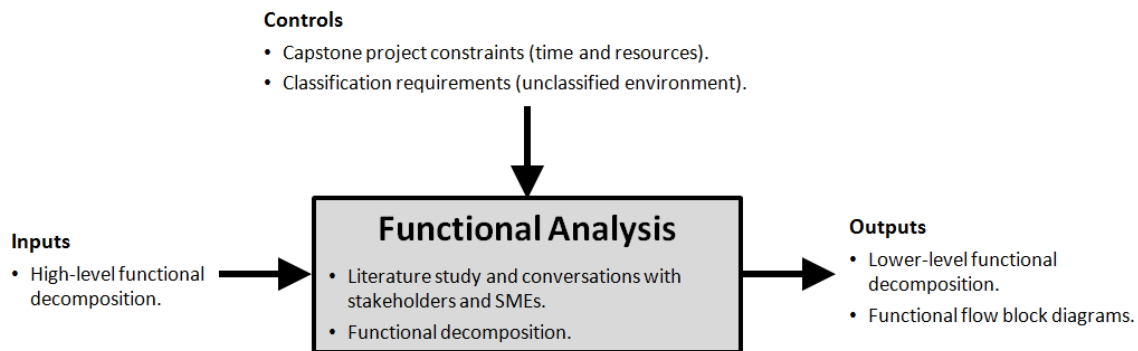 Controls
• Capstone project constraints (time and resources).
• Classification requirements (unclassified environment).
Inputs
• High-level functional
decomposition.
Functional Analysis
• Literature study and conversations with
stakeholders and SMEs.
• Functional decomposition.
Outputs
• Lower-level functional
decomposition.
• Functional flow block diagrams.